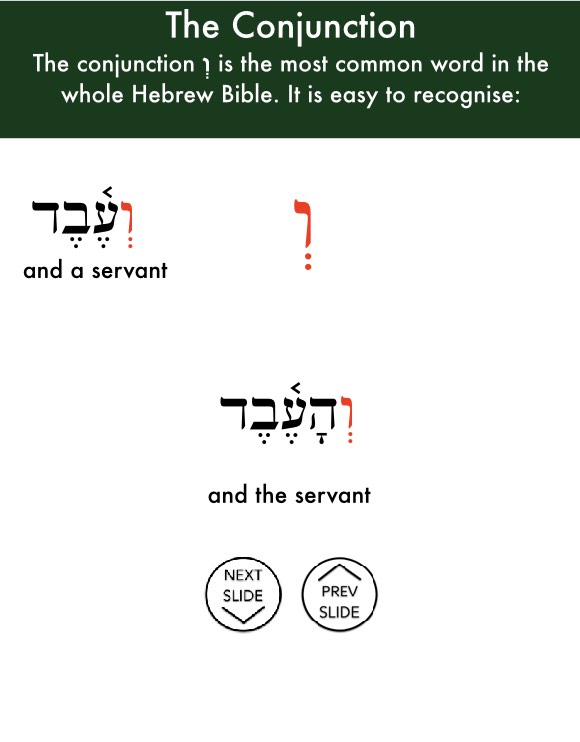 The Conjunction
The conjunction וְ is the most common word in the
whole Hebrew Bible. It is easy to recognise:
וְעֶ֫בֶד
וְ
and a servant
וְהָעֶ֫בֶד
and the servant
NEXT
SLIDE
PREV
SLIDE